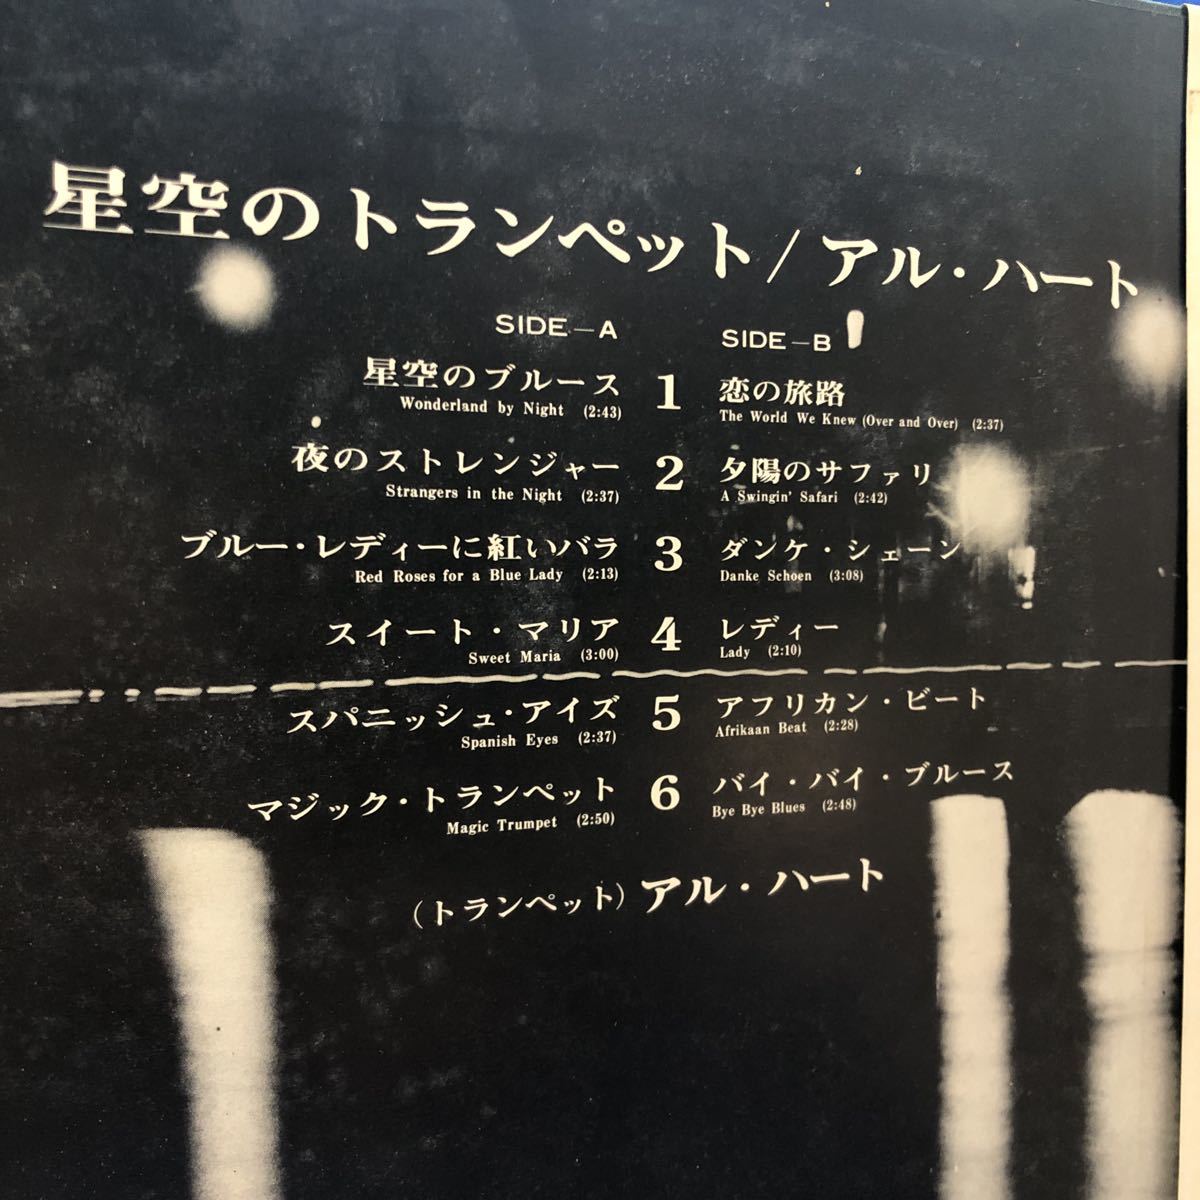 星空のトランペット/アル・ハート
SIDE－A
星空のブルース 1
Wonderland by Night (2:43)
夜のストレンジャー 2
Strangers in the Night (2:37)
ブルー・レディーに紅いバラ 3
Red Roses for a Blue Lady (2:13)
スイート・マリア 4
Sweet Maria (3:00)
スパニッシュ・アイズ 5
Spanish Eyes (2:37)
マジック・トランペット 6
Magic Trumpet (2:50)
SIDE－B
恋の旅路
The World We Knew (Over and Over) (2:37)
夕陽のサファリ
A Swingin' Safari (2:42)
ダンケ・シェーン
Danke Schoen (3:08)
レディー
Lady (2:10)
アフリカン・ビート
Afrikaan Beat (2:28)
バイ・バイ・ブルース
Bye Bye Blues (2:48)
(トランペット) アル・ハート